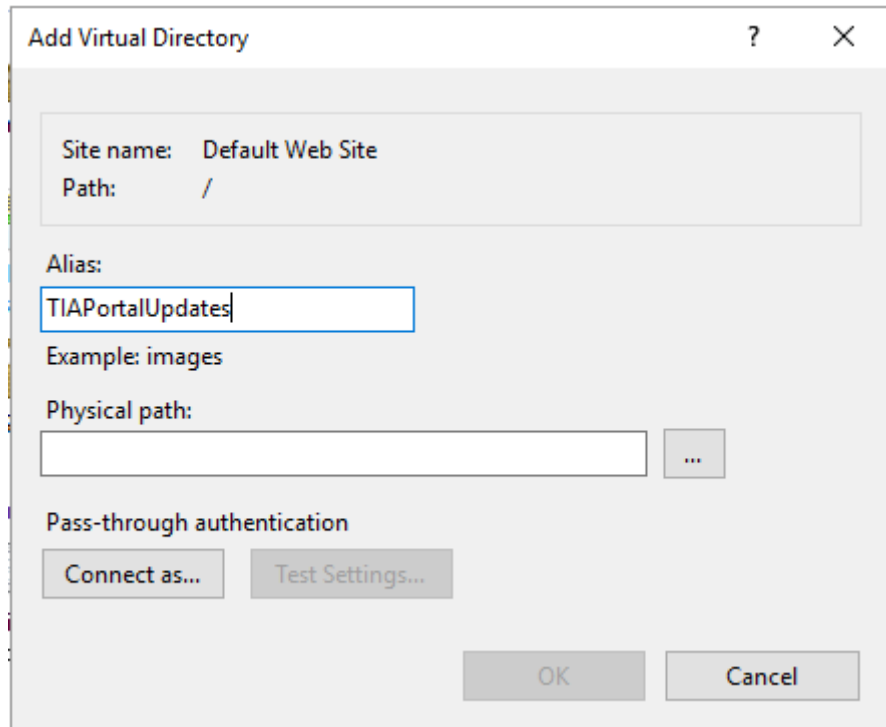 Add Virtual Directory ?
Site name: Default Web Site
Path: /
Alias:
TIAPortalUpdates
Example: images
Physical path:
...
Pass-through authentication
Connect as... Test Settings...
OK Cancel